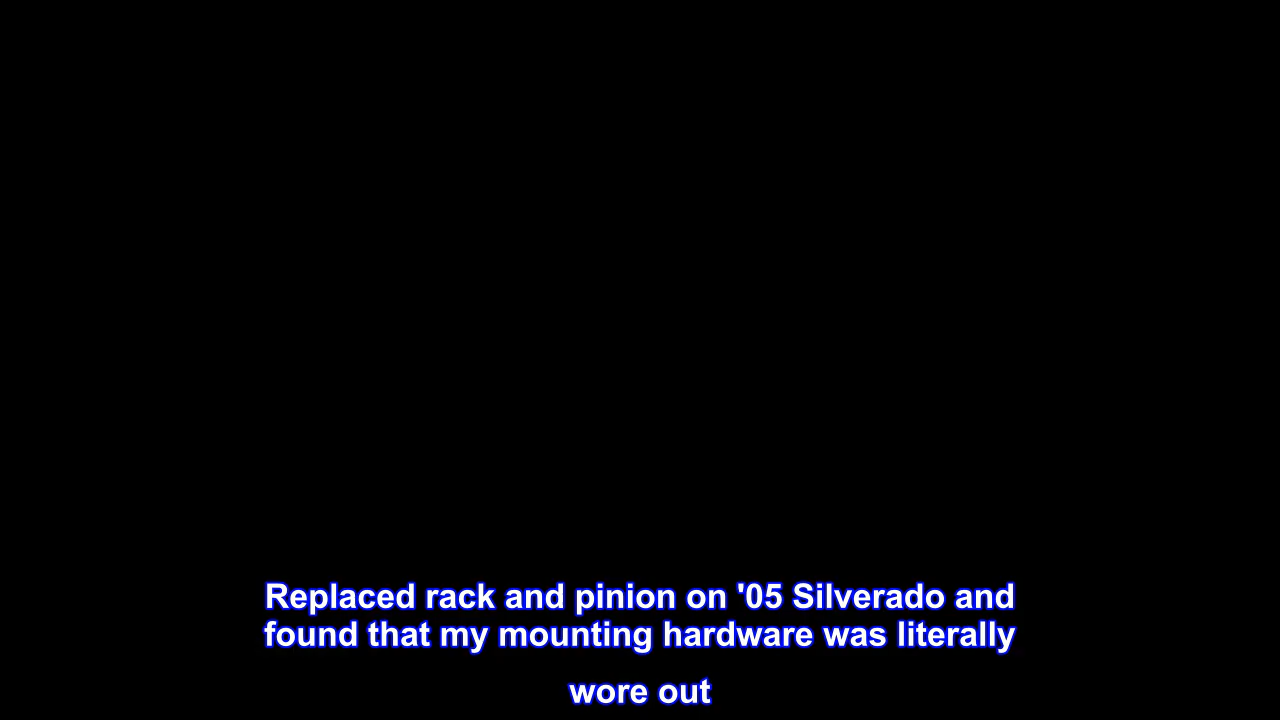 Replaced rack and pinion on '05 Silverado and
found that my mounting hardware was literally
wore out